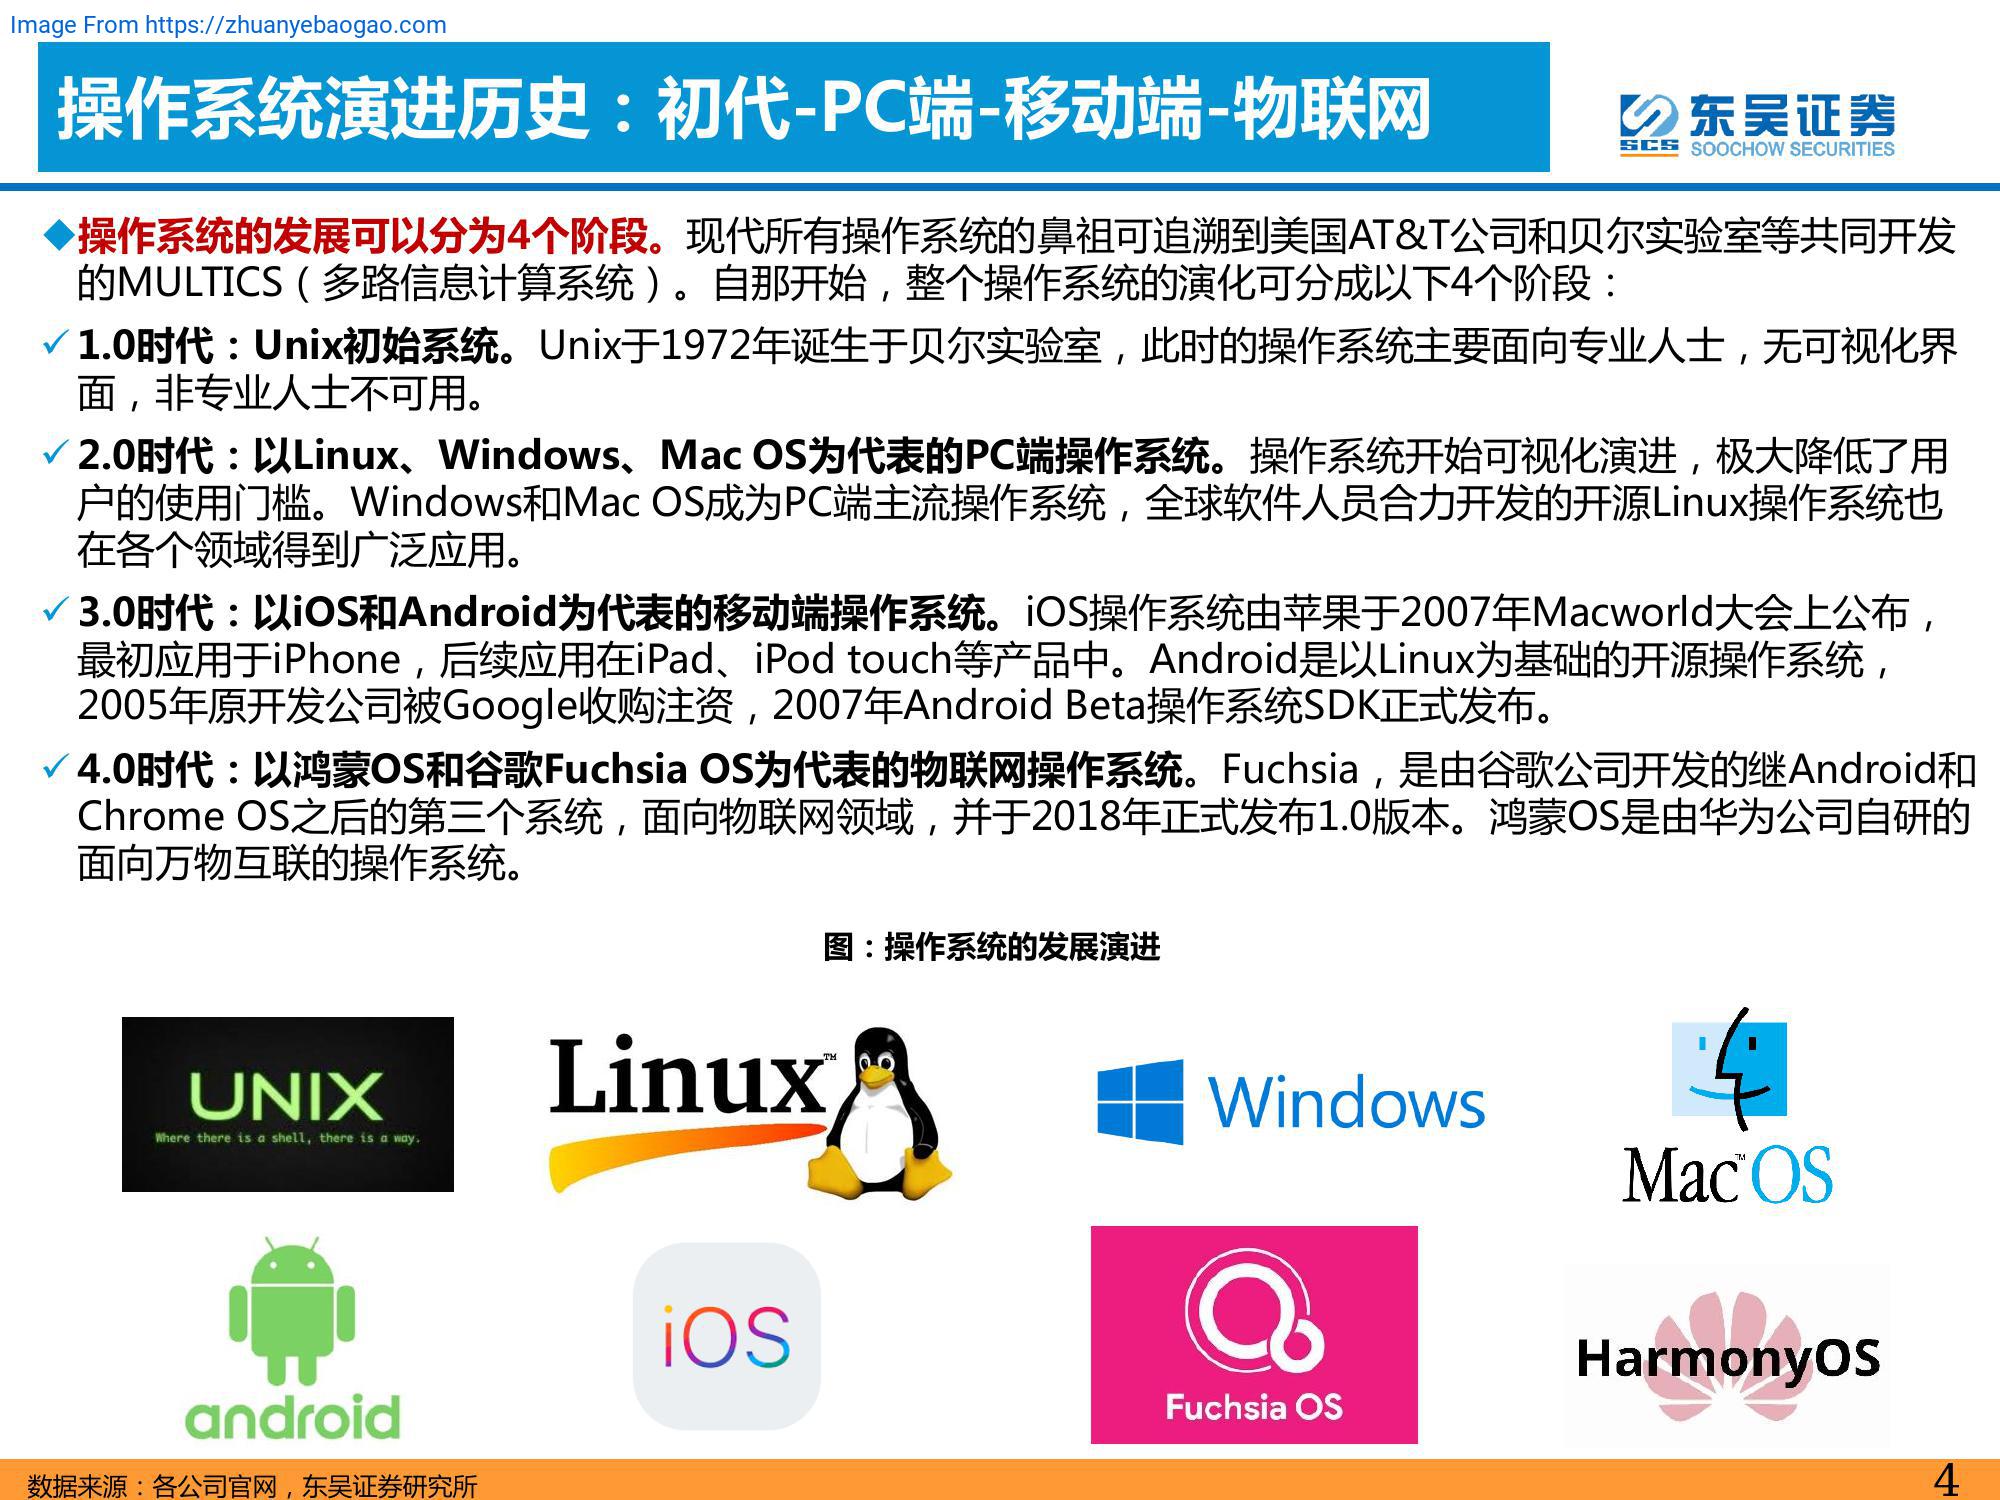 Image From https://zhuanyebaogao.com
操作系统演进历史：初代-PC端-移动端-物联网
东吴证券
SCS
SOOCHOW SECURITIES
◆操作系统的发展可以分为4个阶段。现代所有操作系统的鼻祖可追溯到美国AT&T公司和贝尔实验室等共同开发
的MULTICS（多路信息计算系统）。自那开始，整个操作系统的演化可分成以下4个阶段：
✓1.0时代：Unix初始系统。Unix于1972年诞生于贝尔实验室，此时的操作系统主要面向专业人士，无可视化界
面，非专业人士不可用。
✓2.0时代：以Linux、Windows、Mac OS为代表的PC端操作系统。操作系统开始可视化演进，极大降低了用
户的使用门槛。Windows和Mac OS成为PC端主流操作系统，全球软件人员合力开发的开源Linux操作系统也
在各个领域得到广泛应用。
✓3.0时代：以iOS和Android为代表的移动端操作系统。iOS操作系统由苹果于2007年Macworld大会上公布，
最初应用于iPhone，后续应用在iPad、iPod touch等产品中。Android是以Linux为基础的开源操作系统，
2005年原开发公司被Google收购注资，2007年Android Beta操作系统SDK正式发布。
✓4.0时代：以鸿蒙OS和谷歌Fuchsia OS为代表的物联网操作系统。Fuchsia，是由谷歌公司开发的继Android和
Chrome OS之后的第三个系统，面向物联网领域，并于2018年正式发布1.0版本。鸿蒙OS是由华为公司自研的
面向万物互联的操作系统。
图：操作系统的发展演进
UNIX
Where there is a shell, there is a way.
Linux™
Windows
Mac™OS
android
iOS
Fuchsia OS
HarmonyOS
数据来源：各公司官网，东吴证券研究所
4